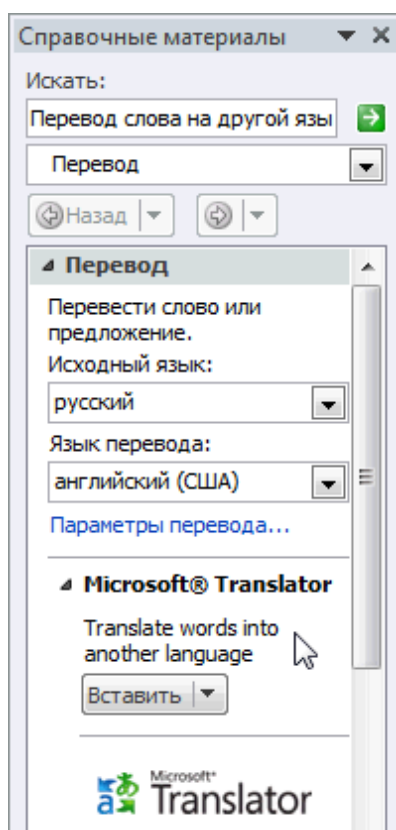 Справочные материалы
Искать:
Перевод слова на другой язы
Перевод
Назад
Перевод
Перевести слово или
предложение.
Исходный язык:
русский
Язык перевода:
английский (США)
Параметры перевода...
Microsoft® Translator
Translate words into
another language
Вставить
Microsoft®
Translator